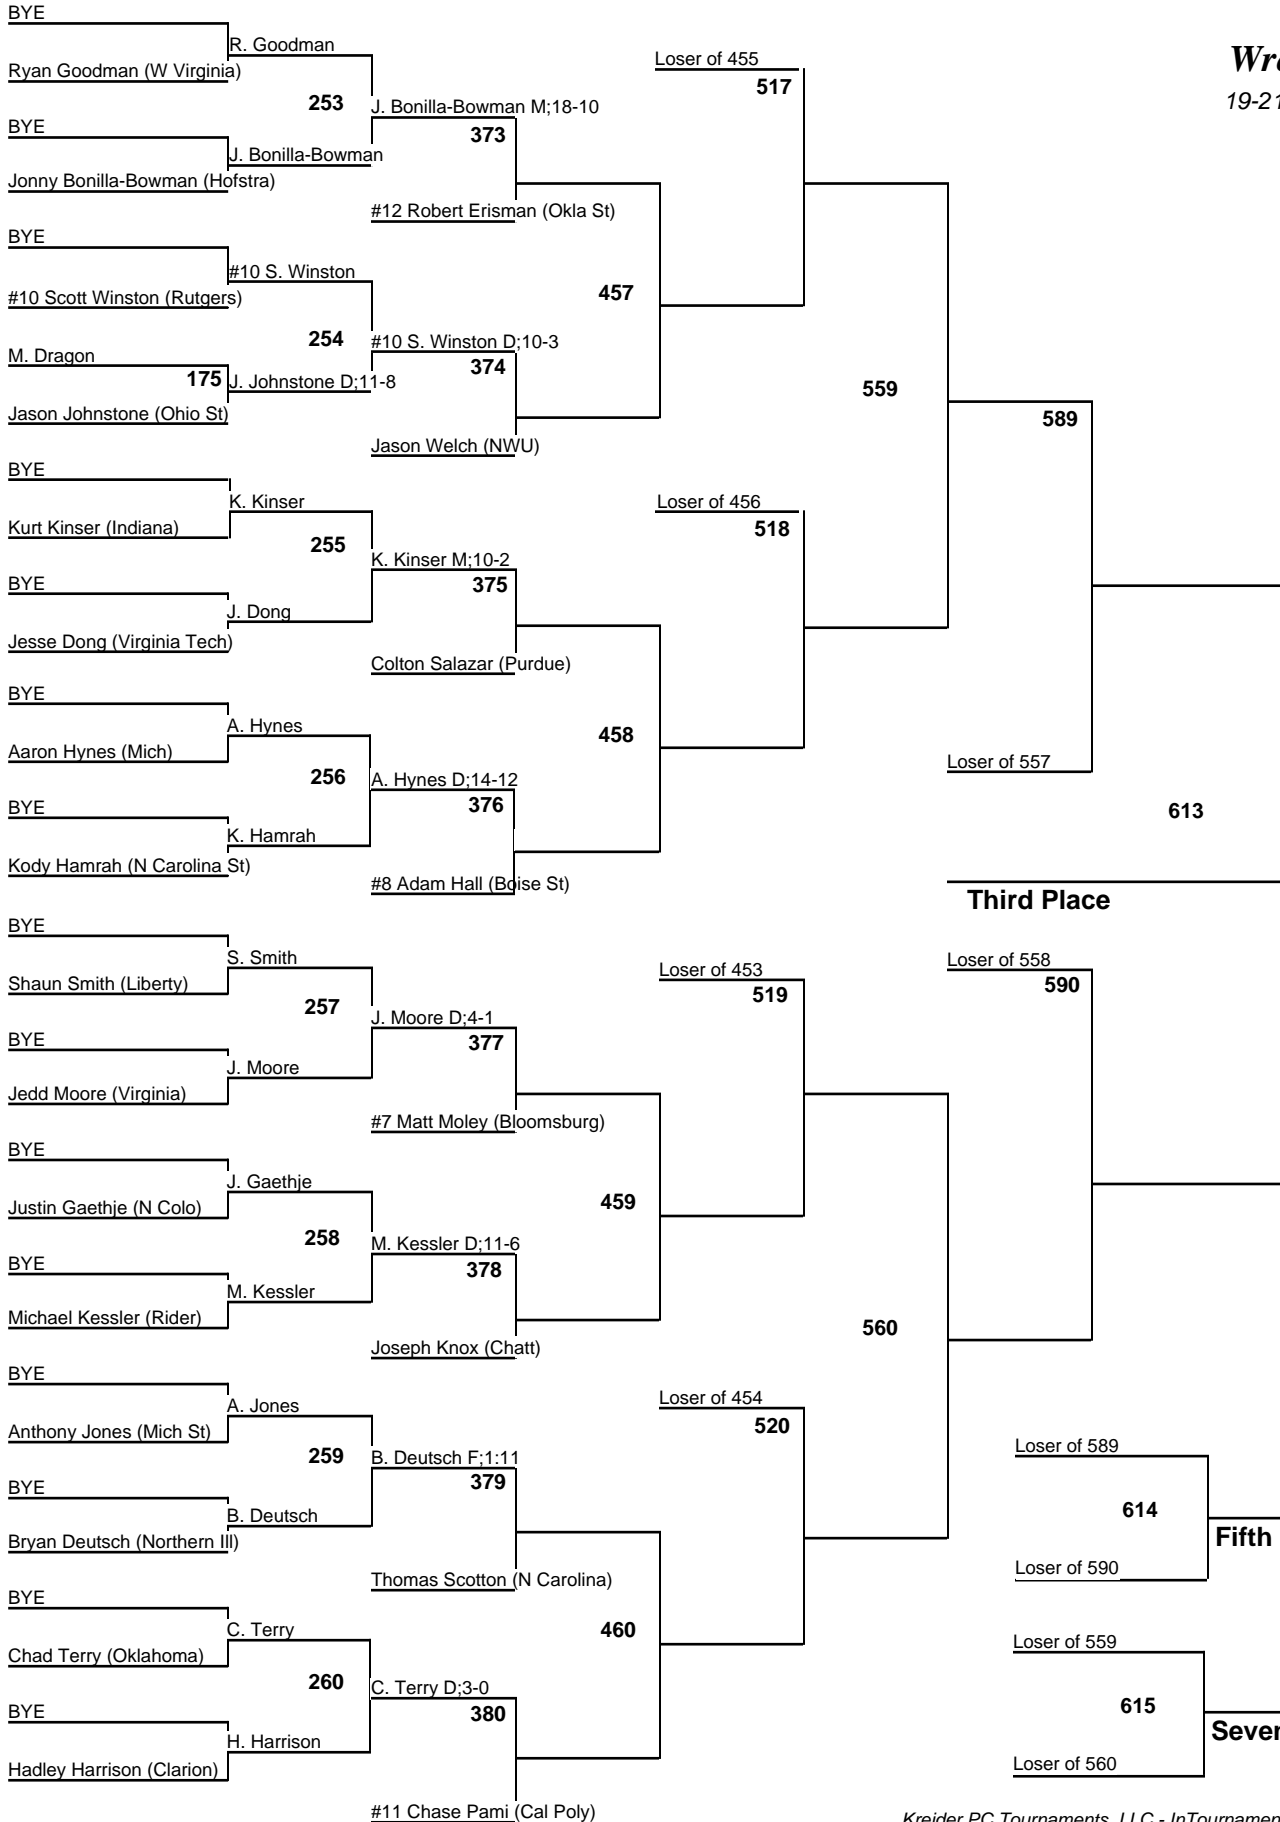 BYE
R. Goodman
Ryan Goodman (W Virginia)
253
J. Bonilla-Bowman M;18-10
373
BYE
J. Bonilla-Bowman
Jonny Bonilla-Bowman (Hofstra)
#12 Robert Erisman (Okla St)
BYE
#10 S. Winston
#10 Scott Winston (Rutgers)
457
254
#10 S. Winston D;10-3
374
M. Dragon
175
J. Johnstone D;11-8
Jason Johnstone (Ohio St)
Jason Welch (NWU)
Loser of 455
517
19-21
559
589
BYE
K. Kinser
Kurt Kinser (Indiana)
255
K. Kinser M;10-2
375
BYE
J. Dong
Jesse Dong (Virginia Tech)
Colton Salazar (Purdue)
Loser of 456
518
BYE
A. Hynes
Aaron Hynes (Mich)
458
256
A. Hynes D;14-12
376
BYE
K. Hamrah
Kody Hamrah (N Carolina St)
#8 Adam Hall (Boise St)
Loser of 557
613
Third Place
BYE
S. Smith
Shaun Smith (Liberty)
257
J. Moore D;4-1
377
BYE
J. Moore
Jedd Moore (Virginia)
#7 Matt Moley (Bloomsburg)
Loser of 453
519
Loser of 558
590
BYE
J. Gaethje
Justin Gaethje (N Colo)
459
258
M. Kessler D;11-6
378
BYE
M. Kessler
Michael Kessler (Rider)
Joseph Knox (Chatt)
560
BYE
A. Jones
Anthony Jones (Mich St)
259
B. Deutsch F;1:11
379
BYE
B. Deutsch
Bryan Deutsch (Northern Ill)
Thomas Scotton (N Carolina)
Loser of 454
520
Loser of 589
614
Fifth
Loser of 590
BYE
C. Terry
Chad Terry (Oklahoma)
460
260
C. Terry D;3-0
380
BYE
H. Harrison
Hadley Harrison (Clarion)
#11 Chase Pami (Cal Poly)
Loser of 559
615
Loser of 560
Kreider PC Tournaments, LLC -